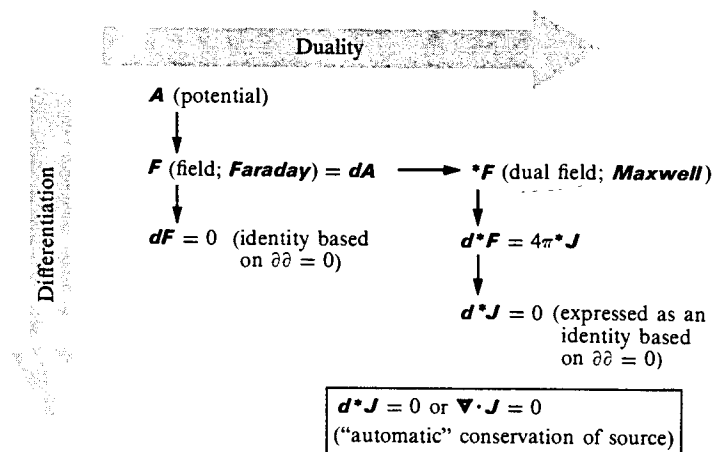 Duality
Differentiation
A (potential)
F (field; Faraday) = dA
*F (dual field; Maxwell)
dF = 0 (identity based
on ∂∂ = 0)
d*F = 4π*J
d*J = 0 (expressed as an
identity based
on ∂∂ = 0)
d*J = 0 or ∇·J = 0
("automatic" conservation of source)